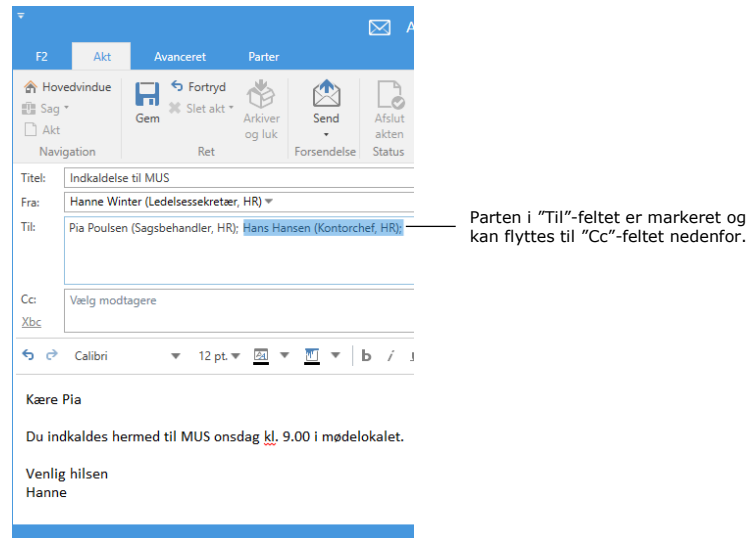 A
F2 Akt Avanceret Parter
Hovedvindue
Sag
Akt
Navigation
Gem
Fortryd
Slet akt
Arkiver
og luk
Ret
Send
Forsendelse
Afslut
akten
Status
Titel: Indkaldelse til MUS
Fra: Hanne Winter (Ledelsessekretær, HR)
Til: Pia Poulsen (Sagsbehandler, HR); Hans Hansen (Kontorchef, HR);
Parten i ”Til”-feltet er markeret og
kan flyttes til ”Cc”-feltet nedenfor.
Cc: Vælg modtagere
Xbc
Calibri 12 pt. b i u
Kære Pia
Du indkaldes hermed til MUS onsdag kl. 9.00 i mødelokalet.
Venlig hilsen
Hanne